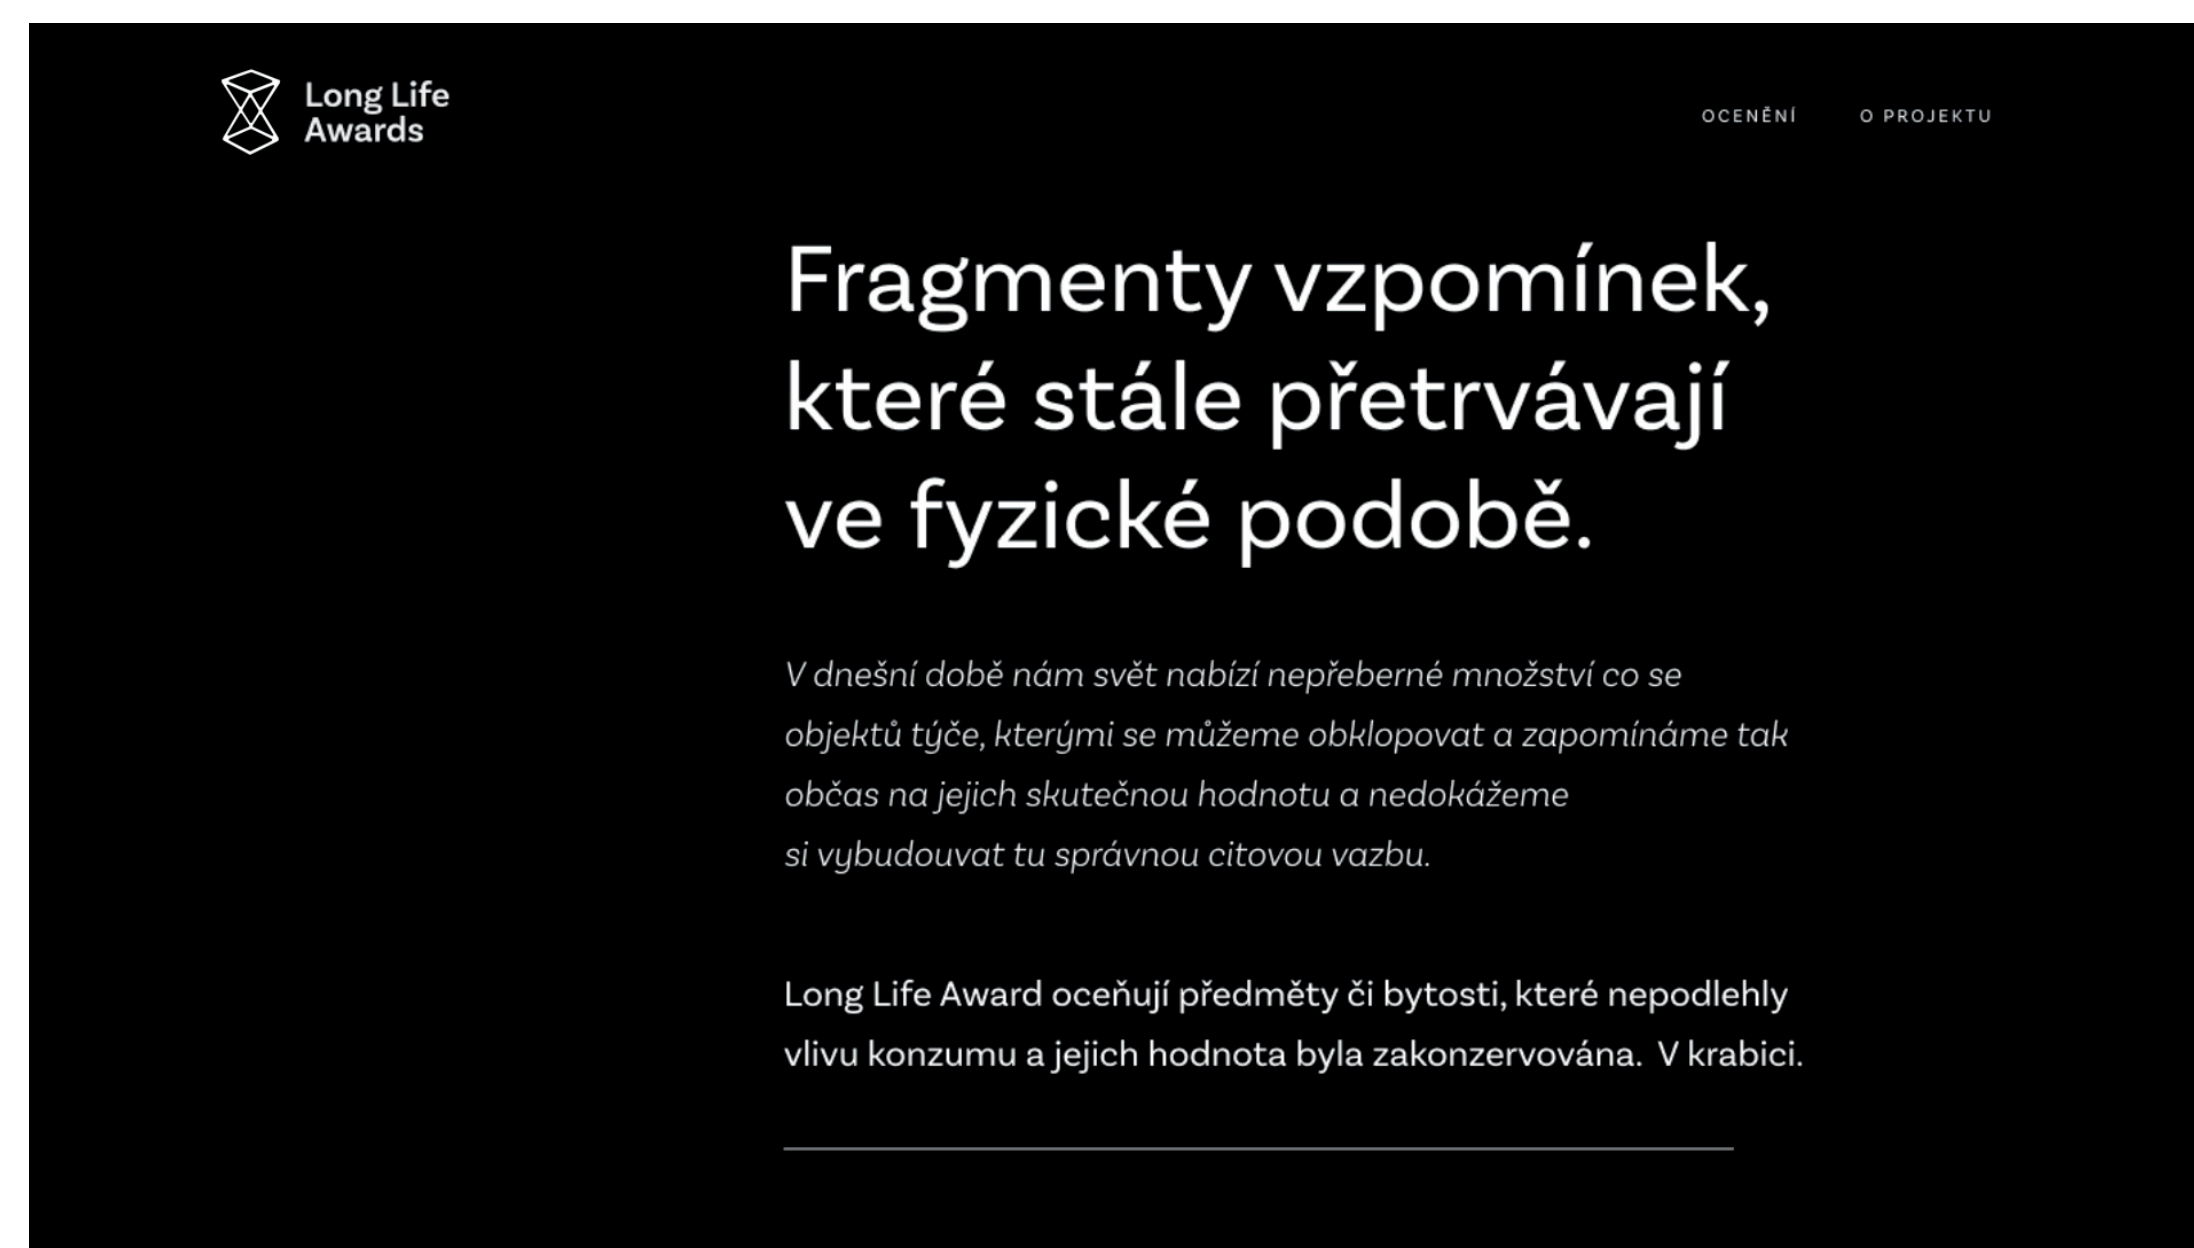 Long Life
Awards
OCENĚNÍ
O PROJEKTU
Fragmenty vzpomínek,
které stále přetrvávají
ve fyzické podobě.
V dnešní době nám svět nabízí nepřeberné množství co se
objektů týče, kterými se můžeme obklopovat a zapomínáme tak
občas na jejich skutečnou hodnotu a nedokážeme
si vybudouvat tu správnou citovou vazbu.
Long Life Award oceňují předměty či bytosti, které nepodlehly
vlivu konzumu a jejich hodnota byla zakonzervována.  V krabici.